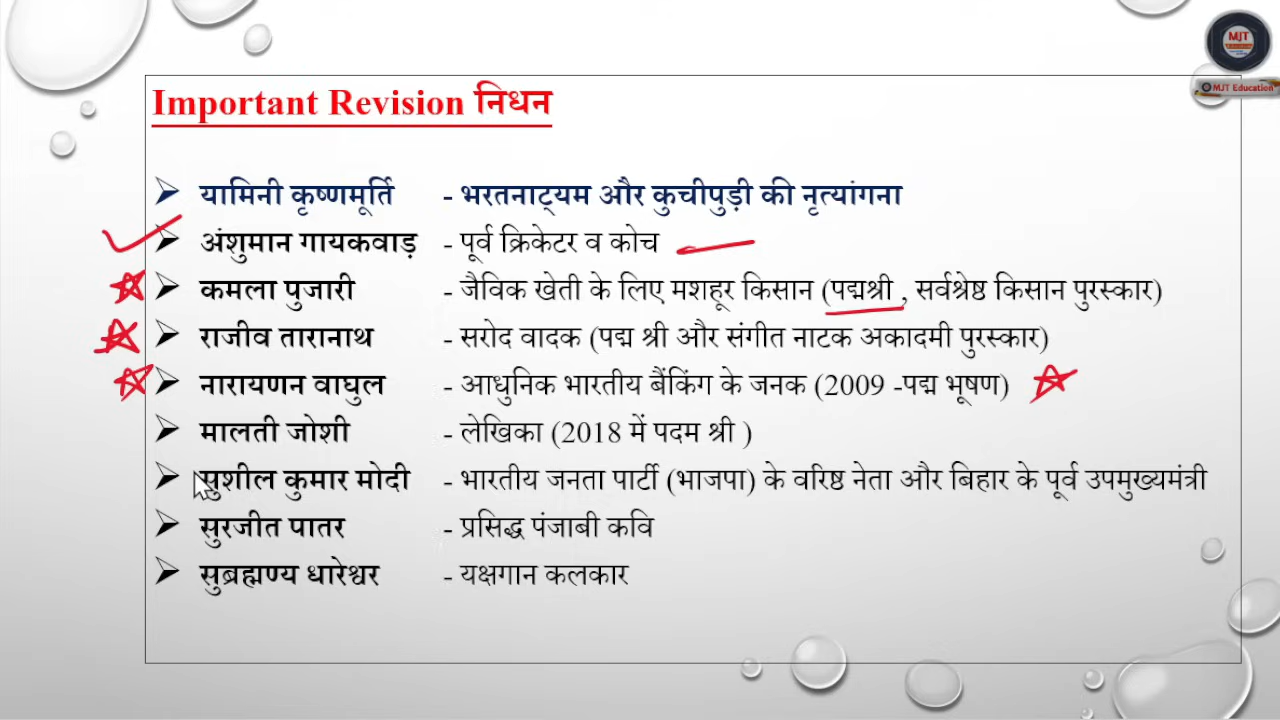 MJT
MJT Education
Important Revision निधन
यामिनी कृष्णमूर्ति - भरतनाट्यम और कुचीपुड़ी की नृत्यांगना
अंशुमान गायकवाड़ - पूर्व क्रिकेटर व कोच
कमला पुजारी - जैविक खेती के लिए मशहूर किसान (पद्मश्री , सर्वश्रेष्ठ किसान पुरस्कार)
राजीव तारानाथ - सरोद वादक (पद्म श्री और संगीत नाटक अकादमी पुरस्कार)
नारायणन वाघुल - आधुनिक भारतीय बैंकिंग के जनक (2009 -पद्म भूषण)
मालती जोशी - लेखिका (2018 में पदम श्री )
सुशील कुमार मोदी - भारतीय जनता पार्टी (भाजपा) के वरिष्ठ नेता और बिहार के पूर्व उपमुख्यमंत्री
सुरजीत पातर - प्रसिद्ध पंजाबी कवि
सुब्रह्मण्य धारेश्वर - यक्षगान कलकार